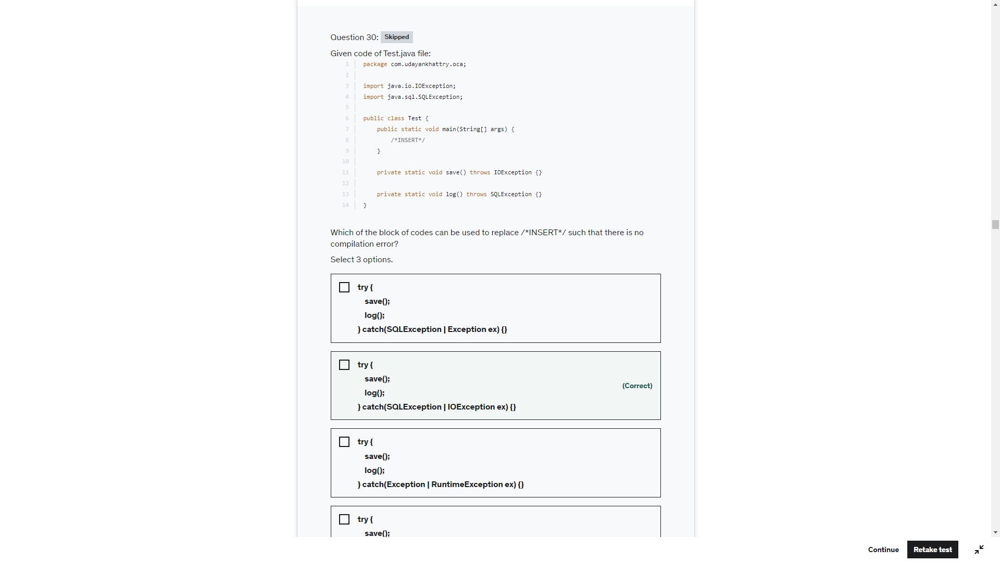 Question 30: Skipped
Given code of Test.java file:
1 package com.udayankhattry.oca;
2
3 import java.io.IOException;
4 import java.sql.SQLException;
5
6 public class Test {
7     public static void main(String[] args) {
8         /*INSERT*/
9     }
10
11     private static void save() throws IOException {}
12
13     private static void log() throws SQLException {}
14 }
Which of the block of codes can be used to replace /*INSERT*/ such that there is no
compilation error?
Select 3 options.
try {
save();
log();
} catch(SQLException | Exception ex) {}
try {
save();
(Correct)
log();
} catch(SQLException | IOException ex) {}
try {
save();
log();
} catch(Exception | RuntimeException ex) {}
try {
save();
Continue Retake test